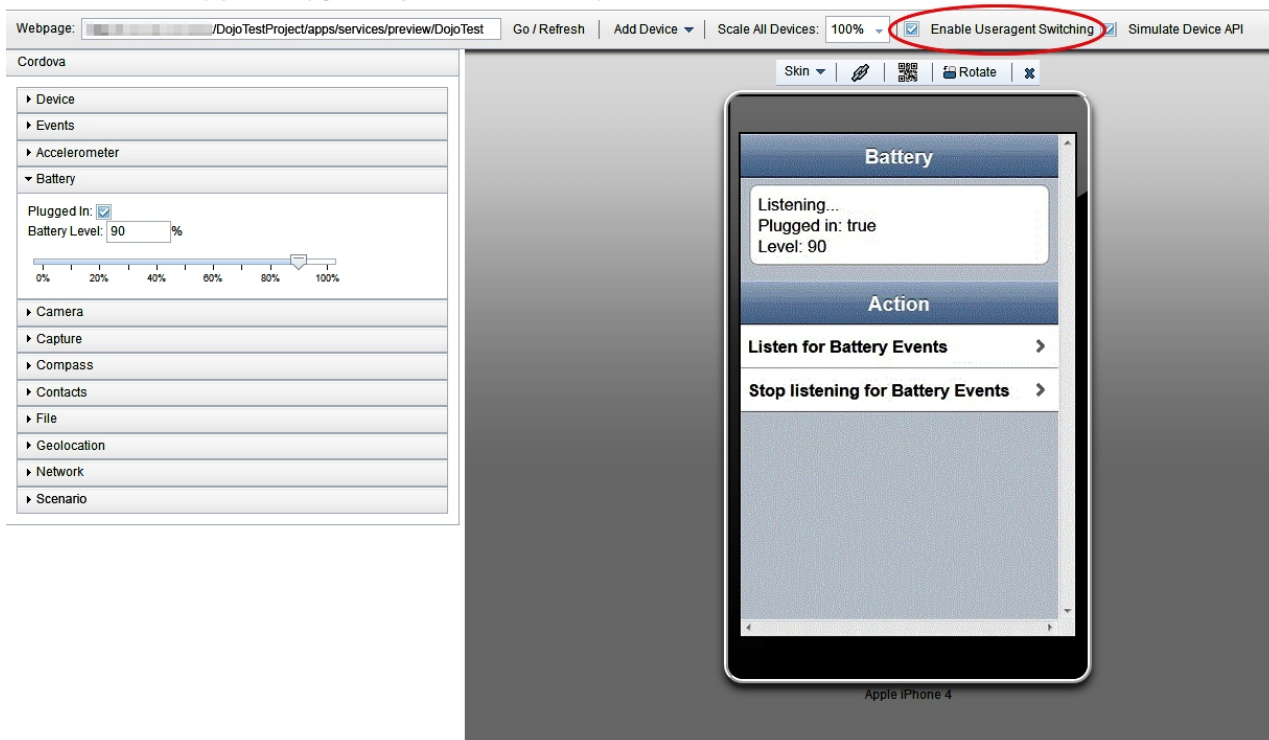 Webpage: /DojoTestProject/apps/services/preview/DojoTest Go / Refresh Add Device Scale All Devices: 100% Enable Useragent Switching Simulate Device API
Cordova
Skin Rotate
Device
Events
Accelerometer
Battery
Plugged In:
Battery Level: 90 %
0% 20% 40% 60% 80% 100%
Camera
Capture
Compass
Contacts
File
Geolocation
Network
Scenario
Battery
Listening...
Plugged in: true
Level: 90
Action
Listen for Battery Events
Stop listening for Battery Events
Apple iPhone 4